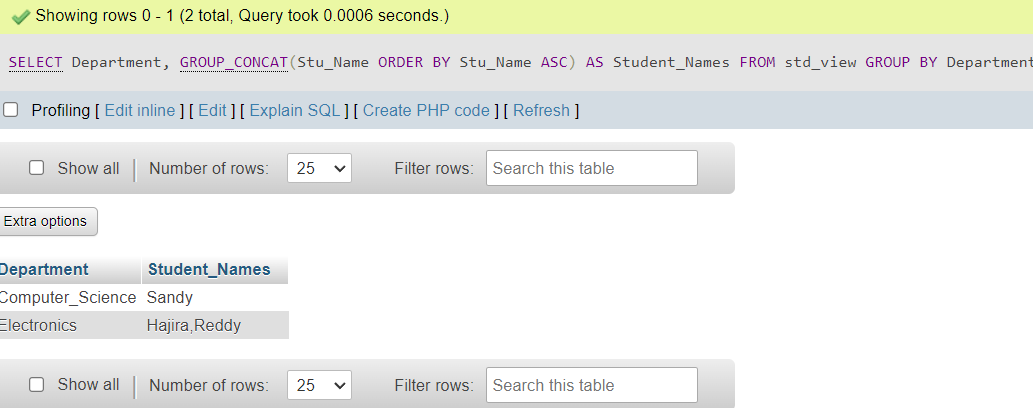 Showing rows 0 - 1 (2 total, Query took 0.0006 seconds.)
SELECT Department, GROUP_CONCAT(Stu_Name ORDER BY Stu_Name ASC) AS Student_Names FROM std_view GROUP BY Department
Profiling [ Edit inline ] [ Edit ] [ Explain SQL ] [ Create PHP code ] [ Refresh ]
Show all Number of rows: 25 Filter rows: Search this table
Extra options
Department Student_Names
Computer_Science Sandy
Electronics Hajira,Reddy
Show all Number of rows: 25 Filter rows: Search this table